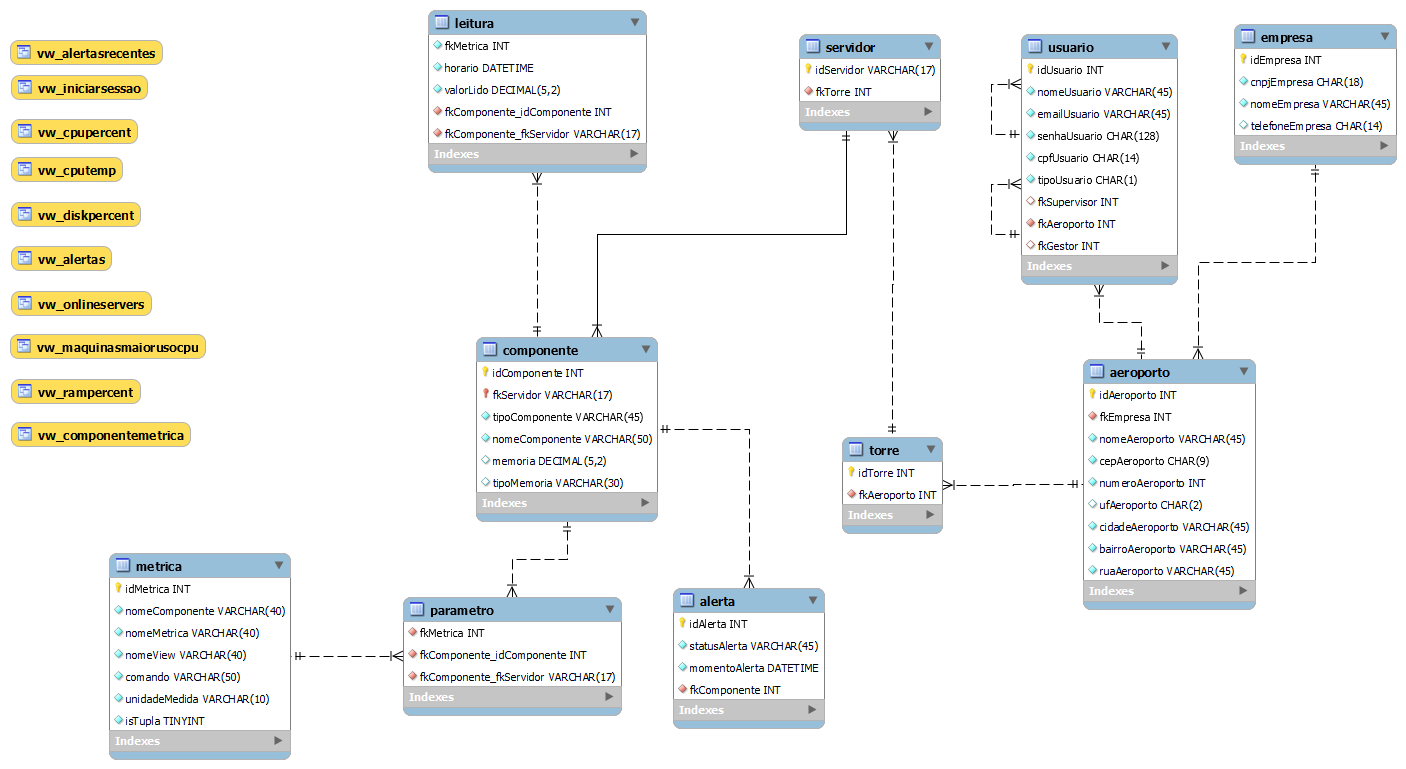 vw_alertasrecentes
vw_iniciarsessao
vw_cpupercent
vw_cputemp
vw_diskpercent
vw_alertas
vw_onlineservers
vw_maquinasmaiorusocpu
vw_rampercent
vw_componentemetrica
leitura
fkMetrica INT
horario DATETIME
valorLido DECIMAL(5,2)
fkComponente_idComponente INT
fkComponente_fkServidor VARCHAR(17)
Indexes
servidor
idServidor VARCHAR(17)
fkTorre INT
Indexes
usuario
idUsuario INT
nomeUsuario VARCHAR(45)
emailUsuario VARCHAR(45)
senhaUsuario CHAR(128)
cpfUsuario CHAR(14)
tipoUsuario CHAR(1)
fkSupervisor INT
fkAeroporto INT
fkGestor INT
Indexes
empresa
idEmpresa INT
cnpjEmpresa CHAR(18)
nomeEmpresa VARCHAR(45)
telefoneEmpresa CHAR(14)
Indexes
componente
idComponente INT
fkServidor VARCHAR(17)
tipoComponente VARCHAR(45)
nomeComponente VARCHAR(50)
memoria DECIMAL(5,2)
tipoMemoria VARCHAR(30)
Indexes
torre
idTorre INT
fkAeroporto INT
Indexes
aeroporto
idAeroporto INT
fkEmpresa INT
nomeAeroporto VARCHAR(45)
cepAeroporto CHAR(9)
numeroAeroporto INT
ufAeroporto CHAR(2)
cidadeAeroporto VARCHAR(45)
bairroAeroporto VARCHAR(45)
ruaAeroporto VARCHAR(45)
Indexes
metrica
idMetrica INT
nomeComponente VARCHAR(40)
nomeMetrica VARCHAR(40)
nomeView VARCHAR(40)
comando VARCHAR(50)
unidadeMedida VARCHAR(10)
isTupla TINYINT
Indexes
parametro
fkMetrica INT
fkComponente_idComponente INT
fkComponente_fkServidor VARCHAR(17)
Indexes
alerta
idAlerta INT
statusAlerta VARCHAR(45)
momentoAlerta DATETIME
fkComponente INT
Indexes